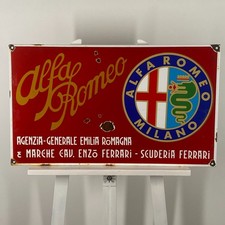 Alfa
Romeo
ALFA ROMEO
MILANO
AGENZIA-GENERALE EMILIA ROMAGNA
E MARCHE CAV. ENZO FERRARI - SCUDERIA FERRARI